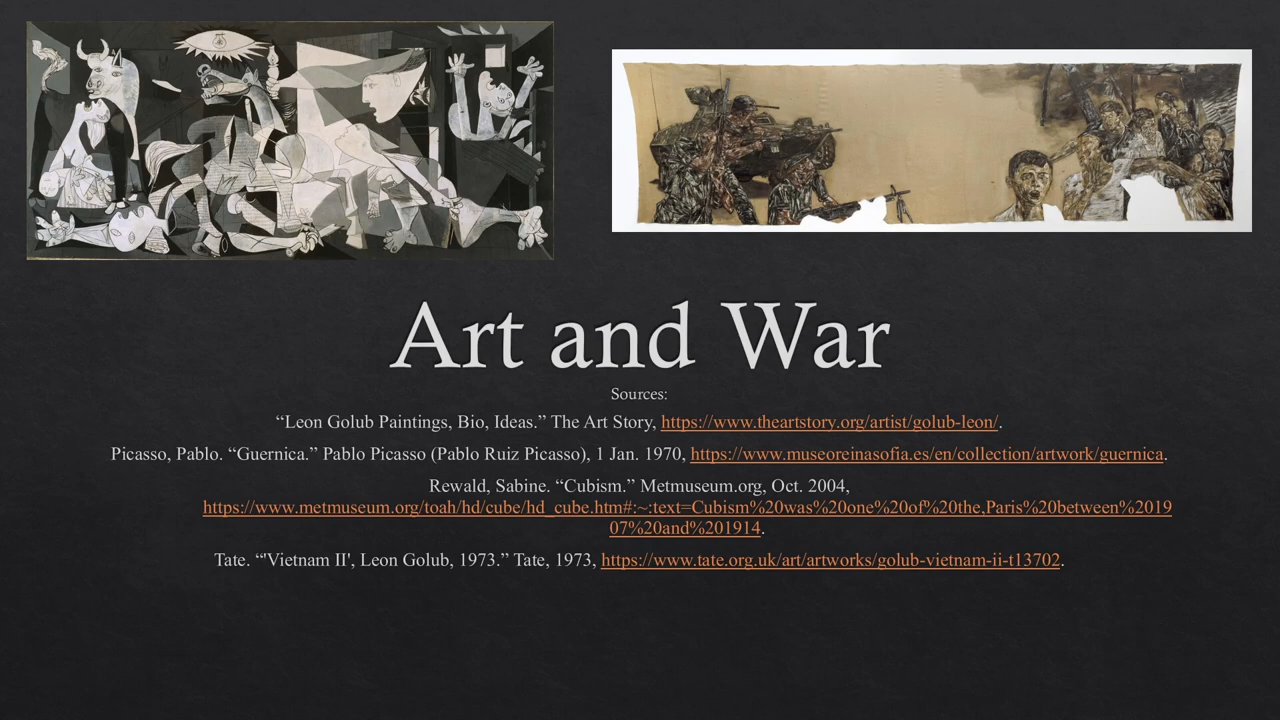 Art and War
Sources:
“Leon Golub Paintings, Bio, Ideas.” The Art Story, https://www.theartstory.org/artist/golub-leon/.
Picasso, Pablo. “Guernica.” Pablo Picasso (Pablo Ruiz Picasso), 1 Jan. 1970, https://www.museoreinasofia.es/en/collection/artwork/guernica.
Rewald, Sabine. “Cubism.” Metmuseum.org, Oct. 2004,
https://www.metmuseum.org/toah/hd/cube/hd_cube.htm#:~:text=Cubism%20was%20one%20of%20the,Paris%20between%2019
07%20and%201914.
Tate. “'Vietnam II', Leon Golub, 1973.” Tate, 1973, https://www.tate.org.uk/art/artworks/golub-vietnam-ii-t13702.